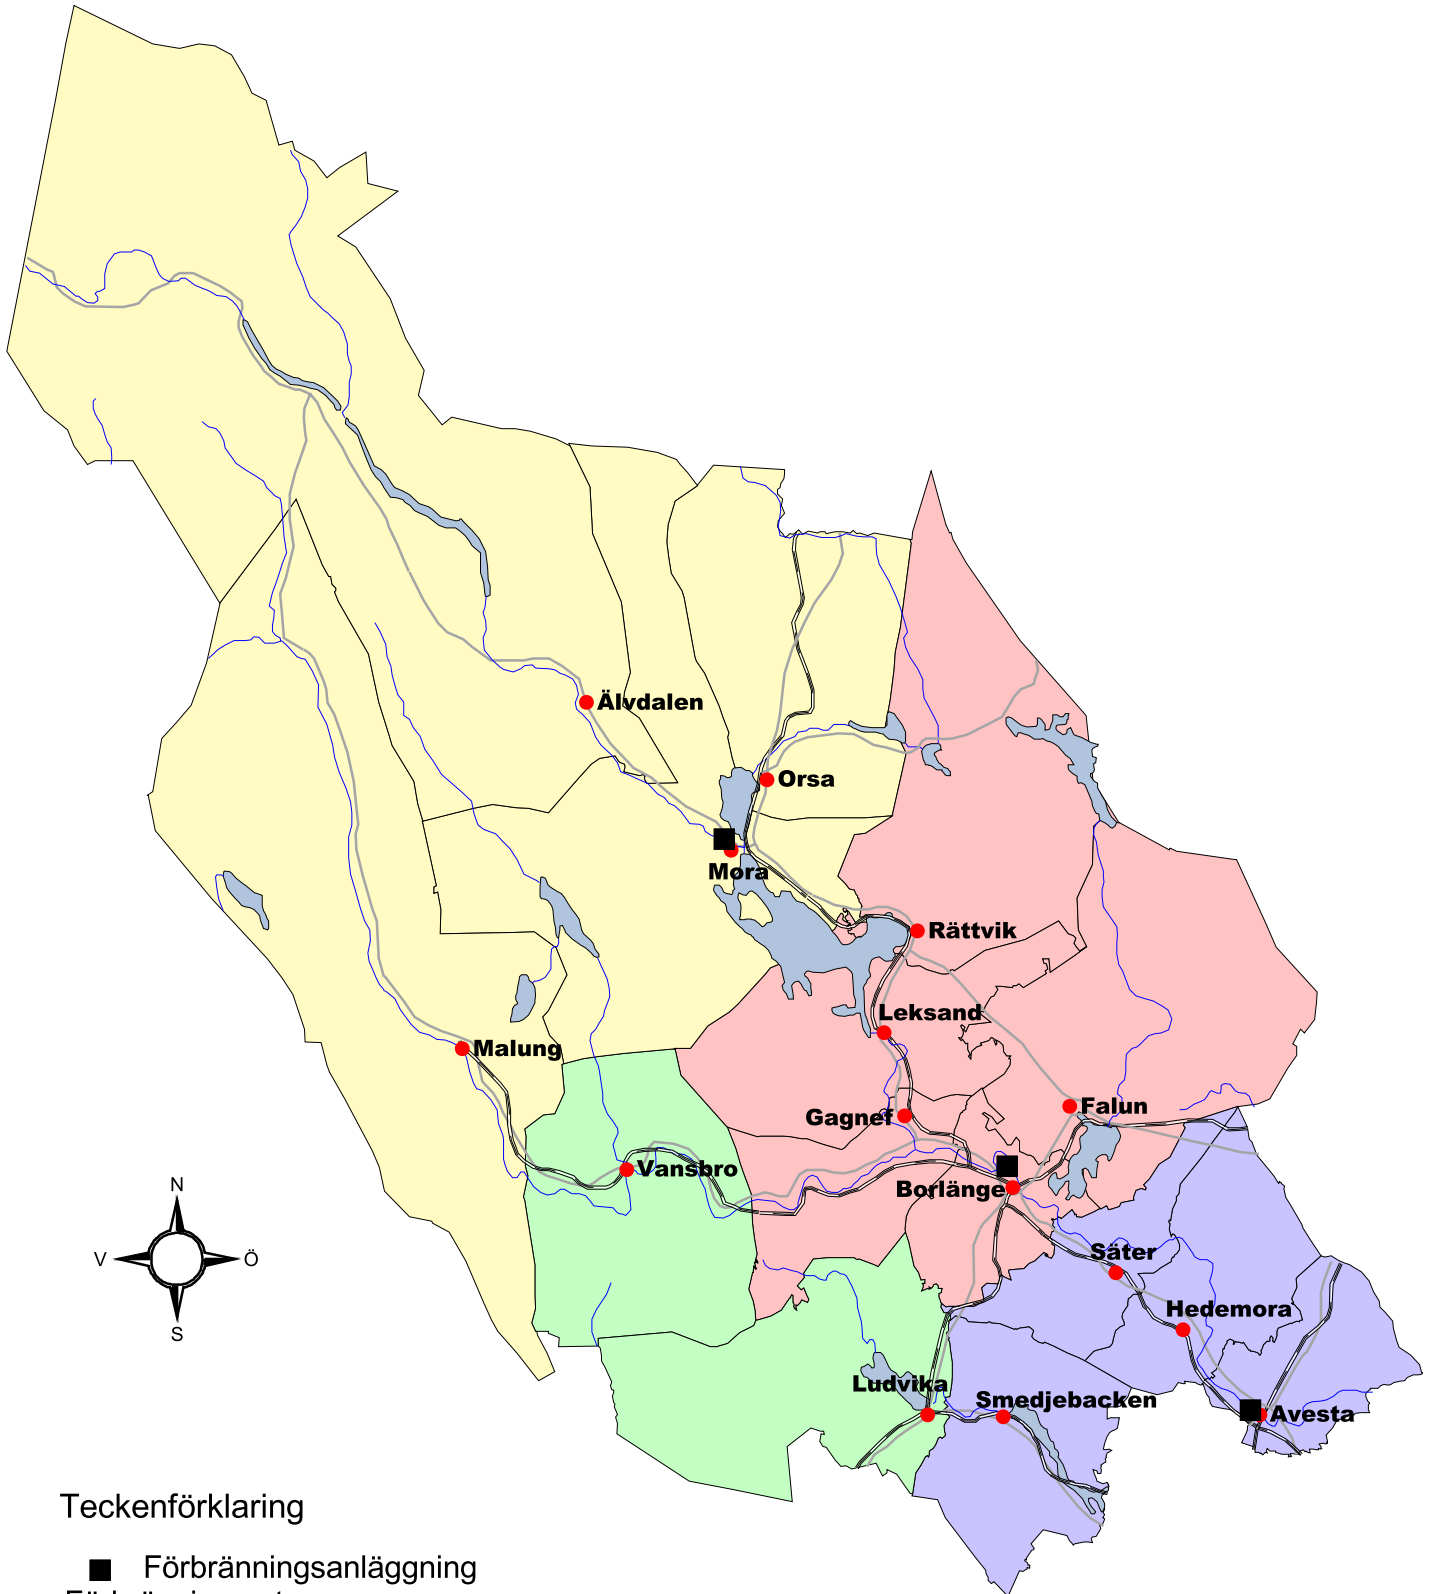 Älvdalen
Orsa
Mora
Rättvik
Leksand
Malung
Gagnef
Falun
Vansbro
Borlänge
N
V
Ö
S
Säter
Hedemora
Ludvika
Smedjebacken
Avesta
Teckenförklaring
Förbränningsanläggning